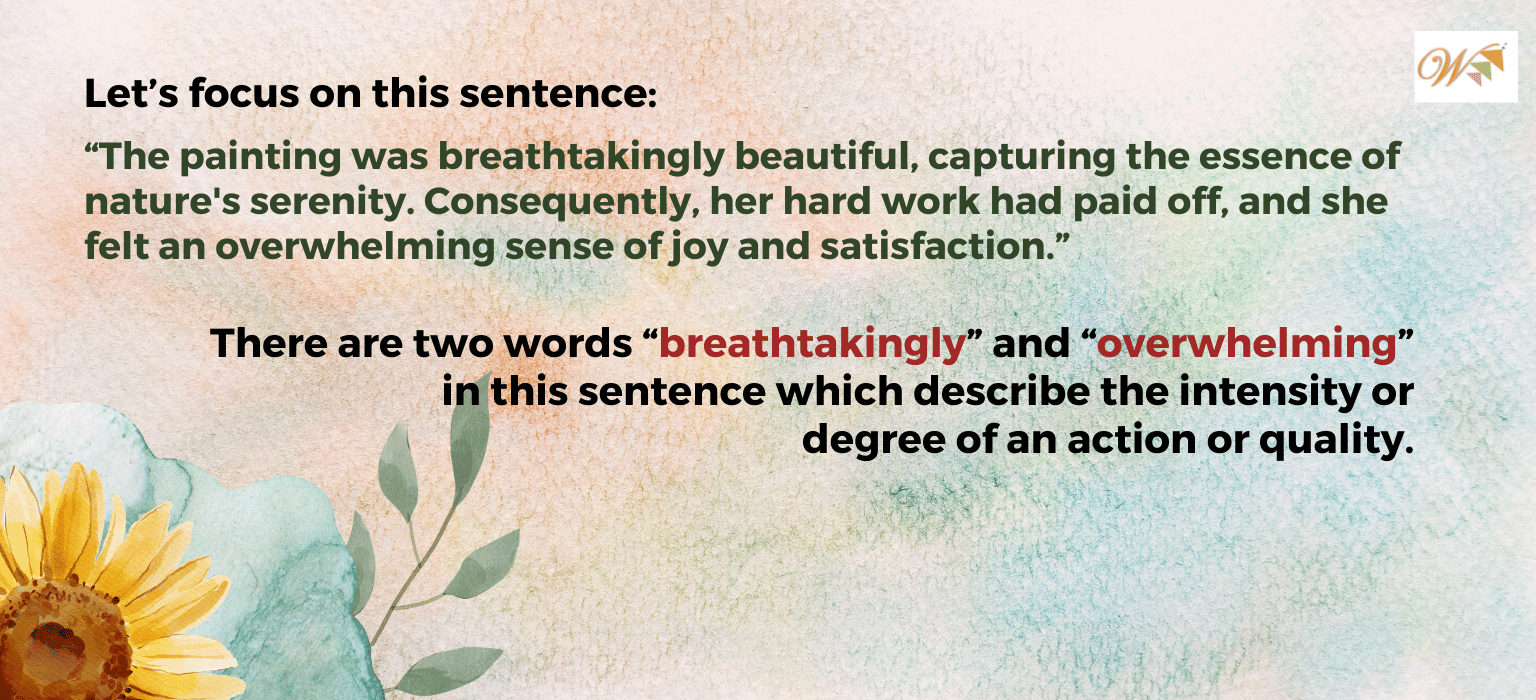 Let’s focus on this sentence:
“The painting was breathtakingly beautiful, capturing the essence of
nature's serenity. Consequently, her hard work had paid off, and she
felt an overwhelming sense of joy and satisfaction.”
There are two words “breathtakingly” and “overwhelming”
in this sentence which describe the intensity or
degree of an action or quality.
W